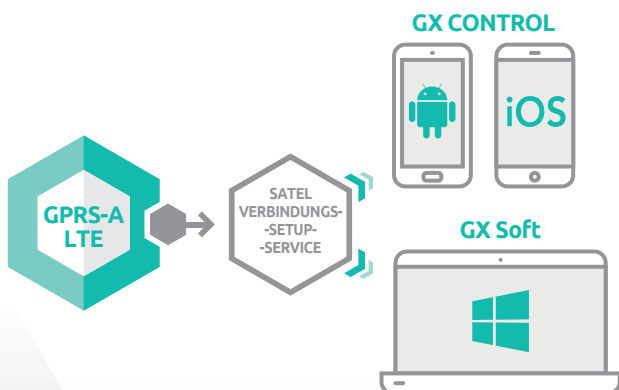 GX CONTROL
iOS
GPRS-A
LTE
SATEL
VERBINDUNGS-
-SETUP-
-SERVICE
GX Soft